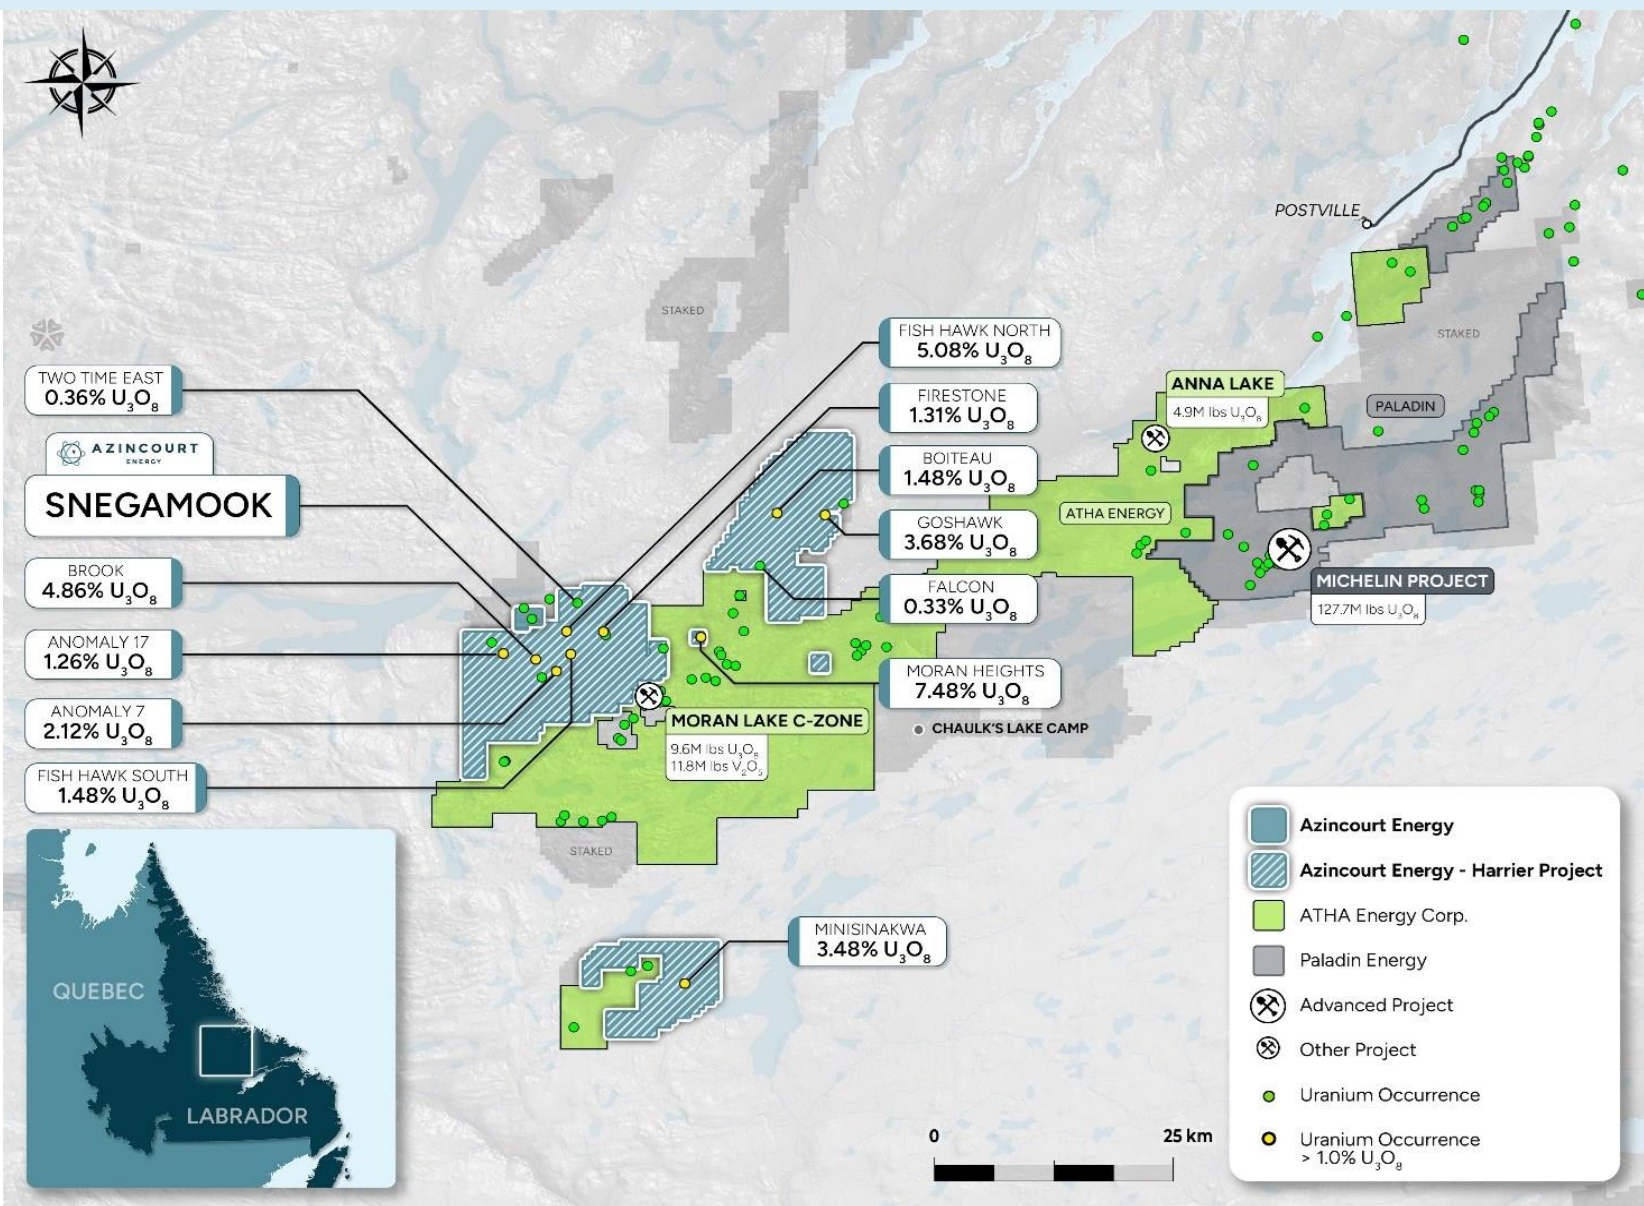 POSTVILLE
STAKED
STAKED
FISH HAWK NORTH
5.08% U₃O₈
TWO TIME EAST
0.36% U₃O₈
ANNA LAKE
4.9M lbs U₃O₈
FIRESTONE
1.31% U₃O₈
PALADIN
AZINCOURT
ENERGY
SNEGAMOOK
BOITEAU
1.48% U₃O₈
ATHA ENERGY
GOSHAWK
3.68% U₃O₈
BROOK
4.86% U₃O₈
FALCON
0.33% U₃O₈
MICHELIN PROJECT
127.7M lbs U₃O₈
ANOMALY 17
1.26% U₃O₈
MORAN HEIGHTS
7.48% U₃O₈
ANOMALY 7
2.12% U₃O₈
MORAN LAKE C-ZONE
9.6M lbs U₃O₈
11.8M lbs V₂O₅
CHAULK'S LAKE CAMP
FISH HAWK SOUTH
1.48% U₃O₈
STAKED
MINISINAKWA
3.48% U₃O₈
QUEBEC
LABRADOR
0 25 km
Azincourt Energy
Azincourt Energy - Harrier Project
ATHA Energy Corp.
Paladin Energy
Advanced Project
Other Project
Uranium Occurrence
Uranium Occurrence
> 1.0% U₃O₈